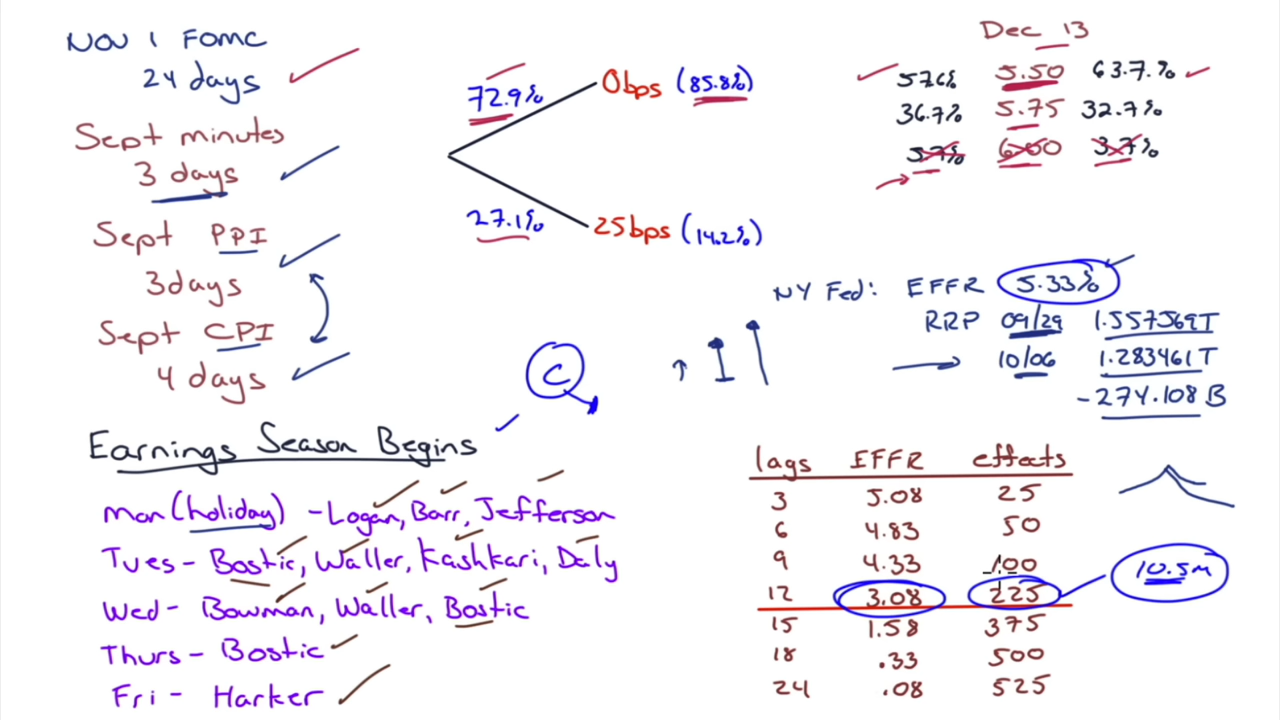 Nov 1 FOMC
24 days
Sept minutes
3 days
Sept PPI
3days
Sept CPI
4 days
Earnings Season Begins
Mon (holiday) - Logan, Barr, Jefferson
Tues - Bostic, Waller, Kashkari, Daly
Wed - Bowman, Waller, Bostic
Thurs - Bostic
Fri - Harker
72.9% 0bps (85.8%)
27.1% 25bps (14.2%)
C
Dec 13
57.6% 5.50 63.7.%
36.7% 5.75 32.7%
5.7% 6.00 3.7%
NY Fed: EFFR 5.33%
RRP 09/29 1.557569T
10/06 1.283461T
-274.108B
lags EFFR effects
3 5.08 25
6 4.83 50
9 4.33 100
12 3.08 225 10.5m
15 1.58 375
18 .33 500
24 .08 525